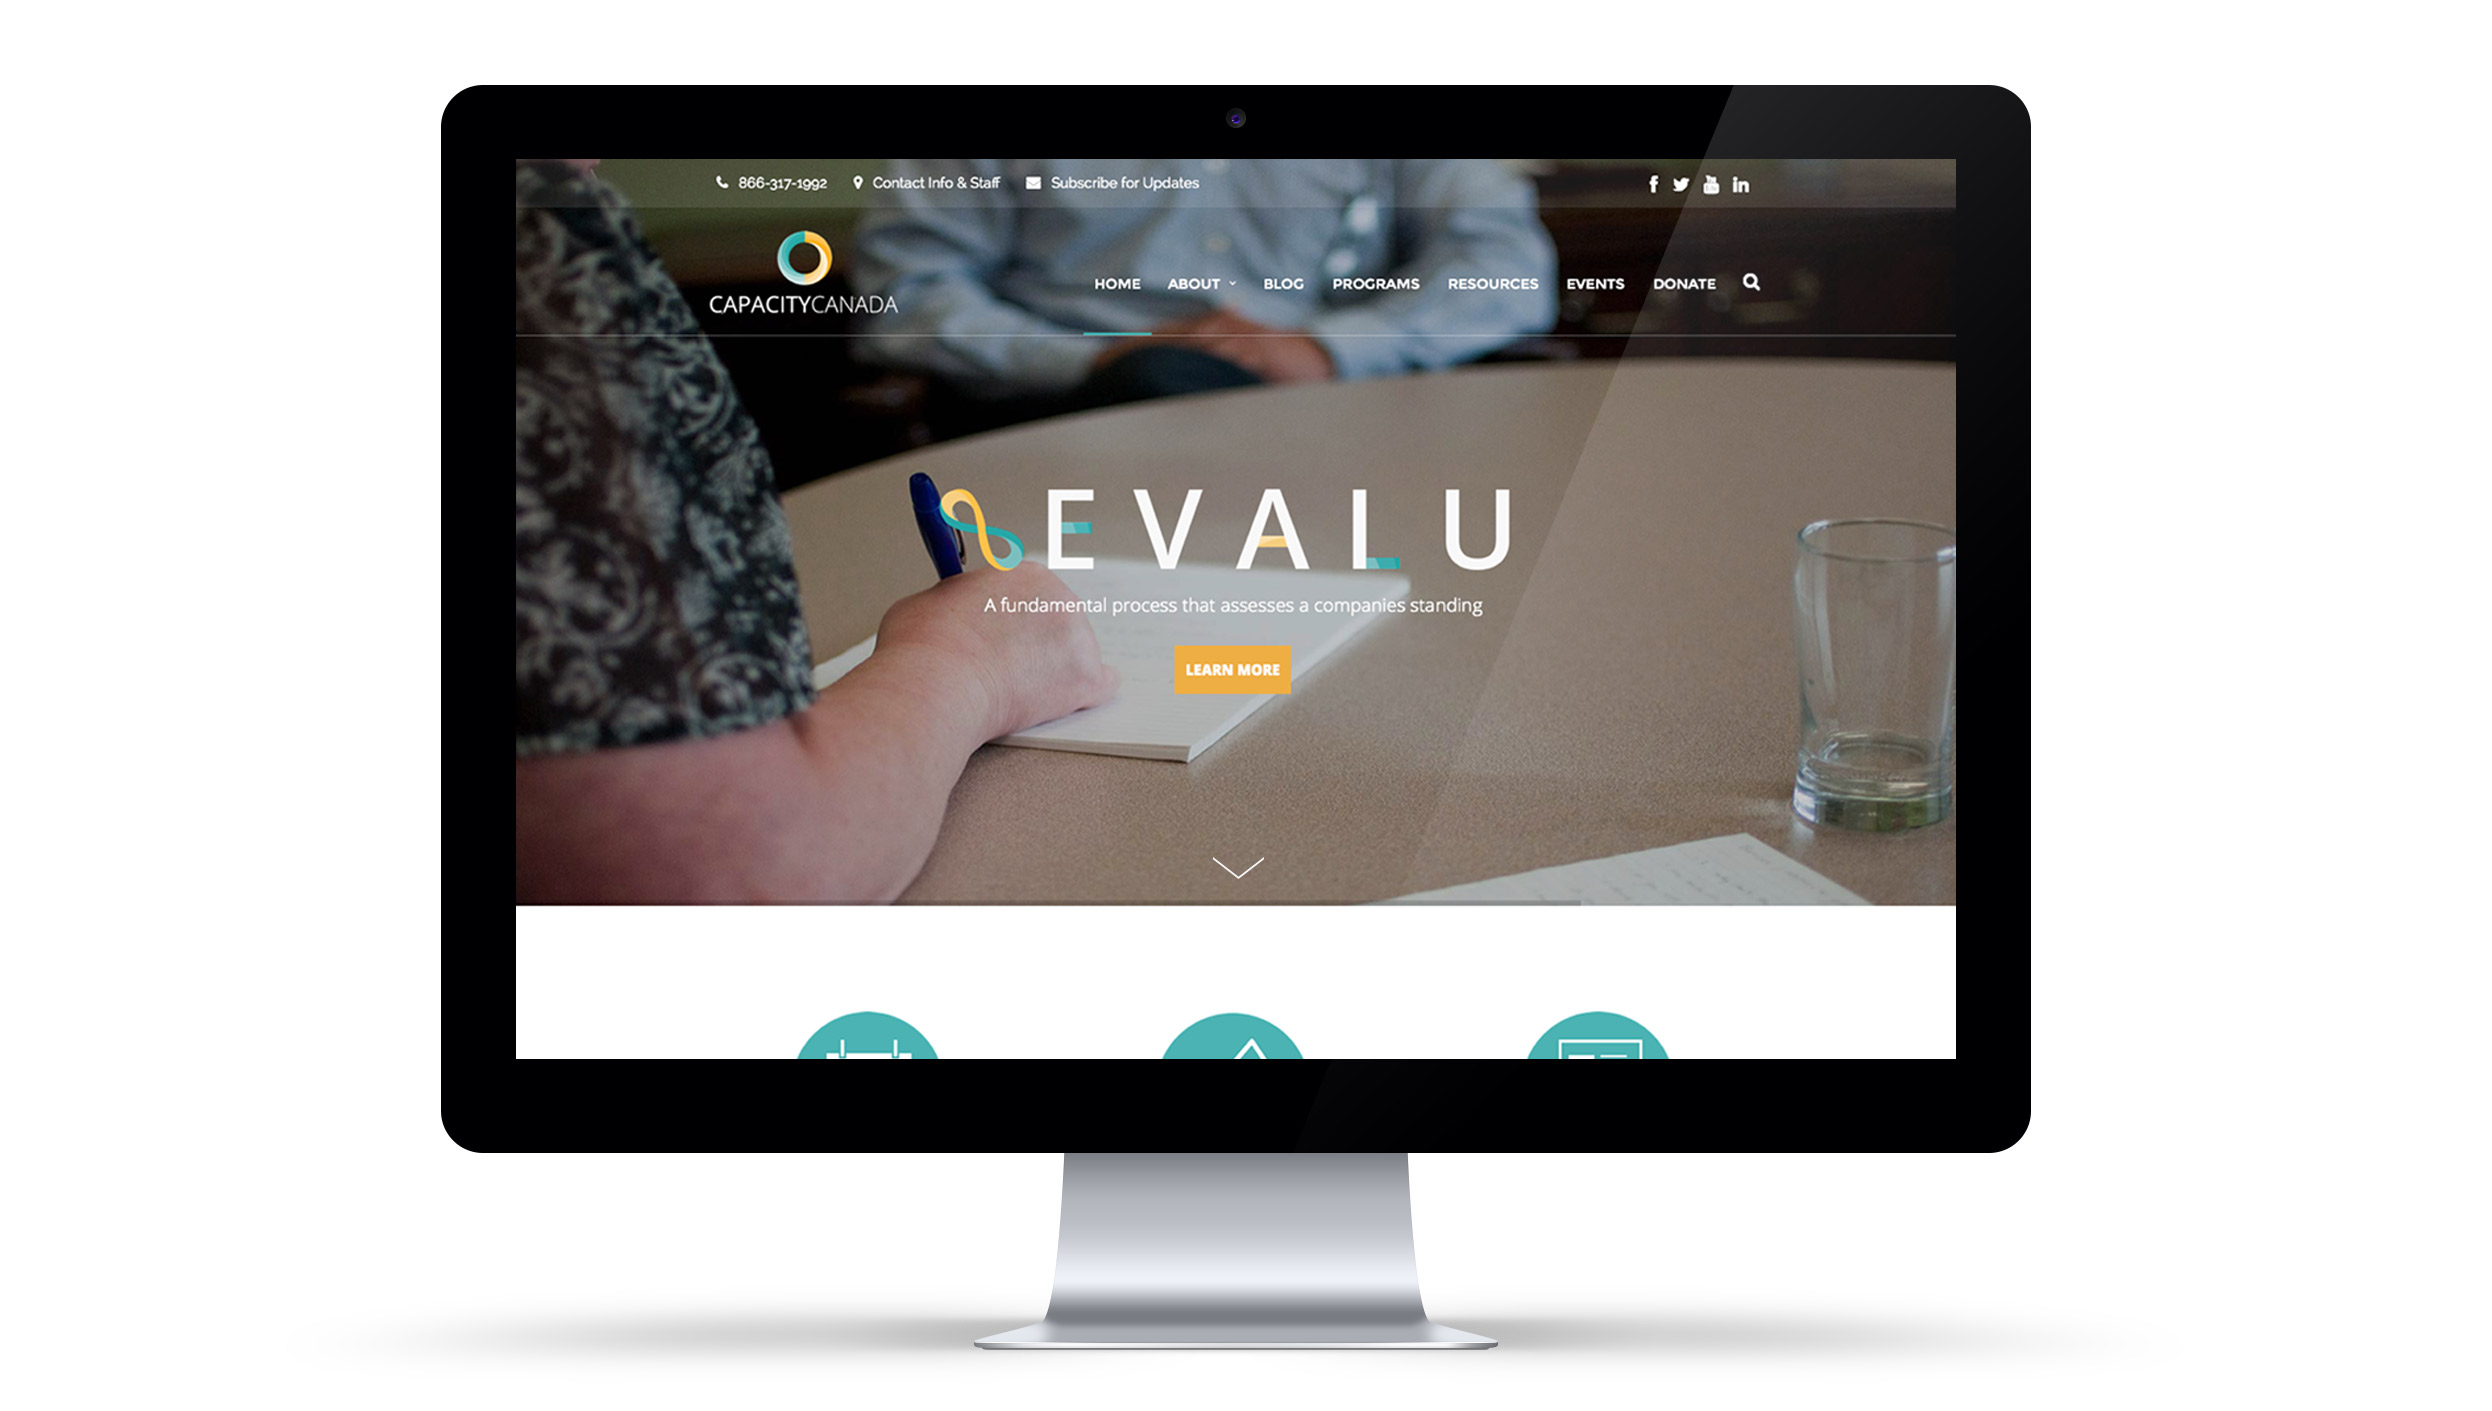 866-317-1992 Contact Info & Staff Subscribe for Updates
CAPACITYCANADA
HOME ABOUT BLOG PROGRAMS RESOURCES EVENTS DONATE
EVALU
A fundamental process that assesses a companies standing
LEARN MORE